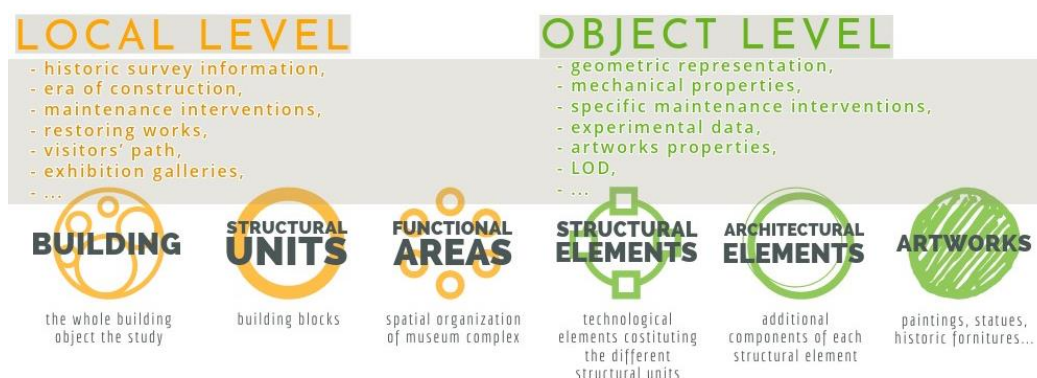 LOCAL LEVEL
- historic survey information,
- era of construction,
- maintenance interventions,
- restoring works,
- visitors' path,
- exhibition galleries,
- ...
OBJECT LEVEL
- geometric representation,
- mechanical properties,
- specific maintenance interventions,
- experimental data,
- artworks properties,
- LOD,
- ...
BUILDING
the whole building
object the study
STRUCTURAL
UNITS
building blocks
FUNCTIONAL
AREAS
spatial organization
of museum complex
STRUCTURAL
ELEMENTS
technological
elements costituting
the different
structural units
ARCHITECTURAL
ELEMENTS
additional
components of each
structural element
ARTWORKS
paintings, statues,
historic fornitures...